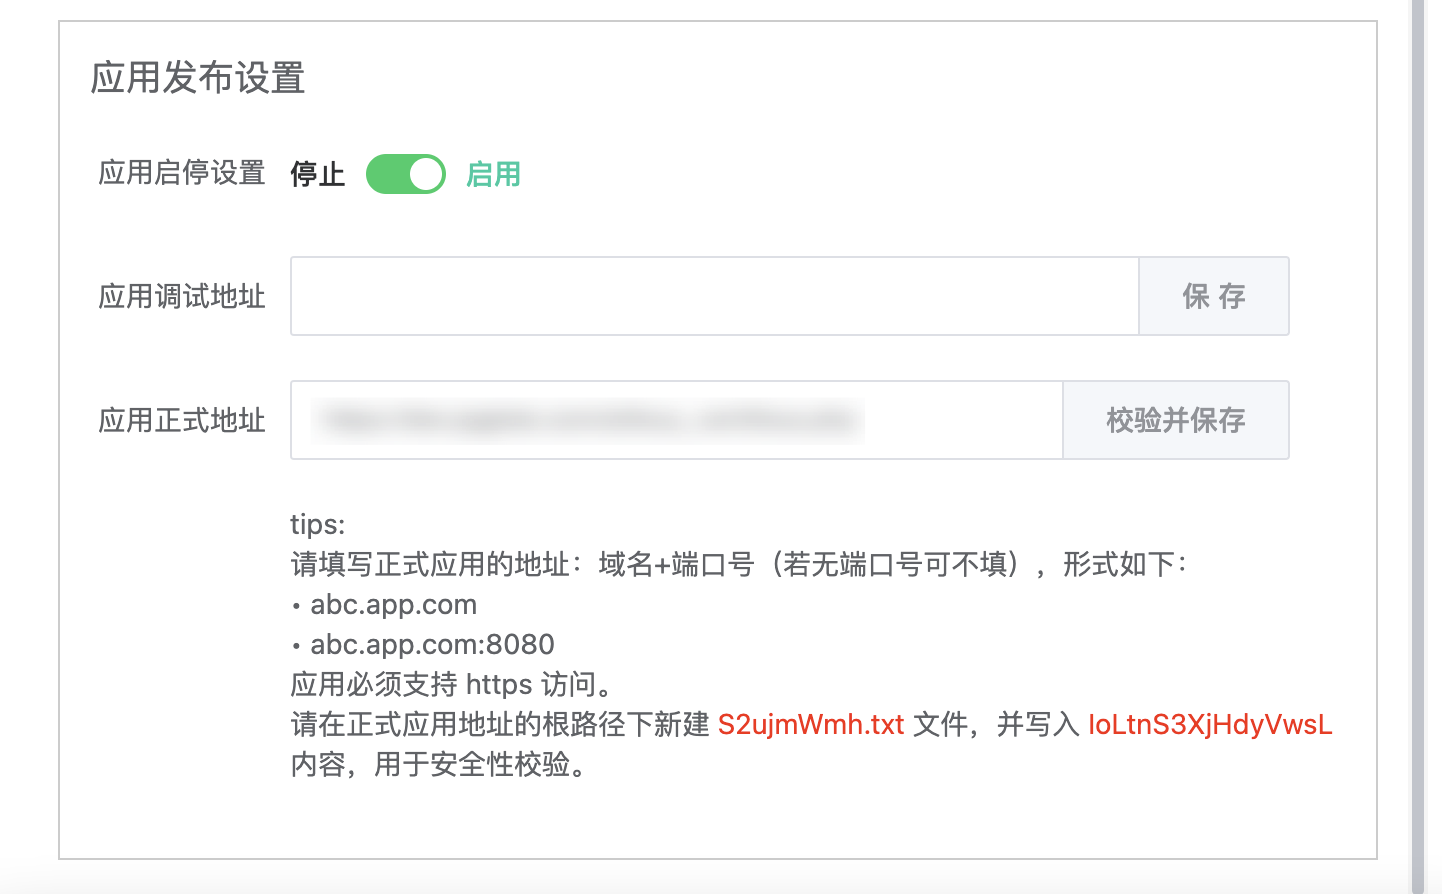 应用发布设置
应用启停设置 停止 启用
应用调试地址 保 存
应用正式地址 校验并保存
tips:
请填写正式应用的地址：域名+端口号（若无端口号可不填），形式如下：
• abc.app.com
• abc.app.com:8080
应用必须支持 https 访问。
请在正式应用地址的根路径下新建 S2ujmWmh.txt 文件，并写入 IoLtnS3XjHdyVwsL
内容，用于安全性校验。